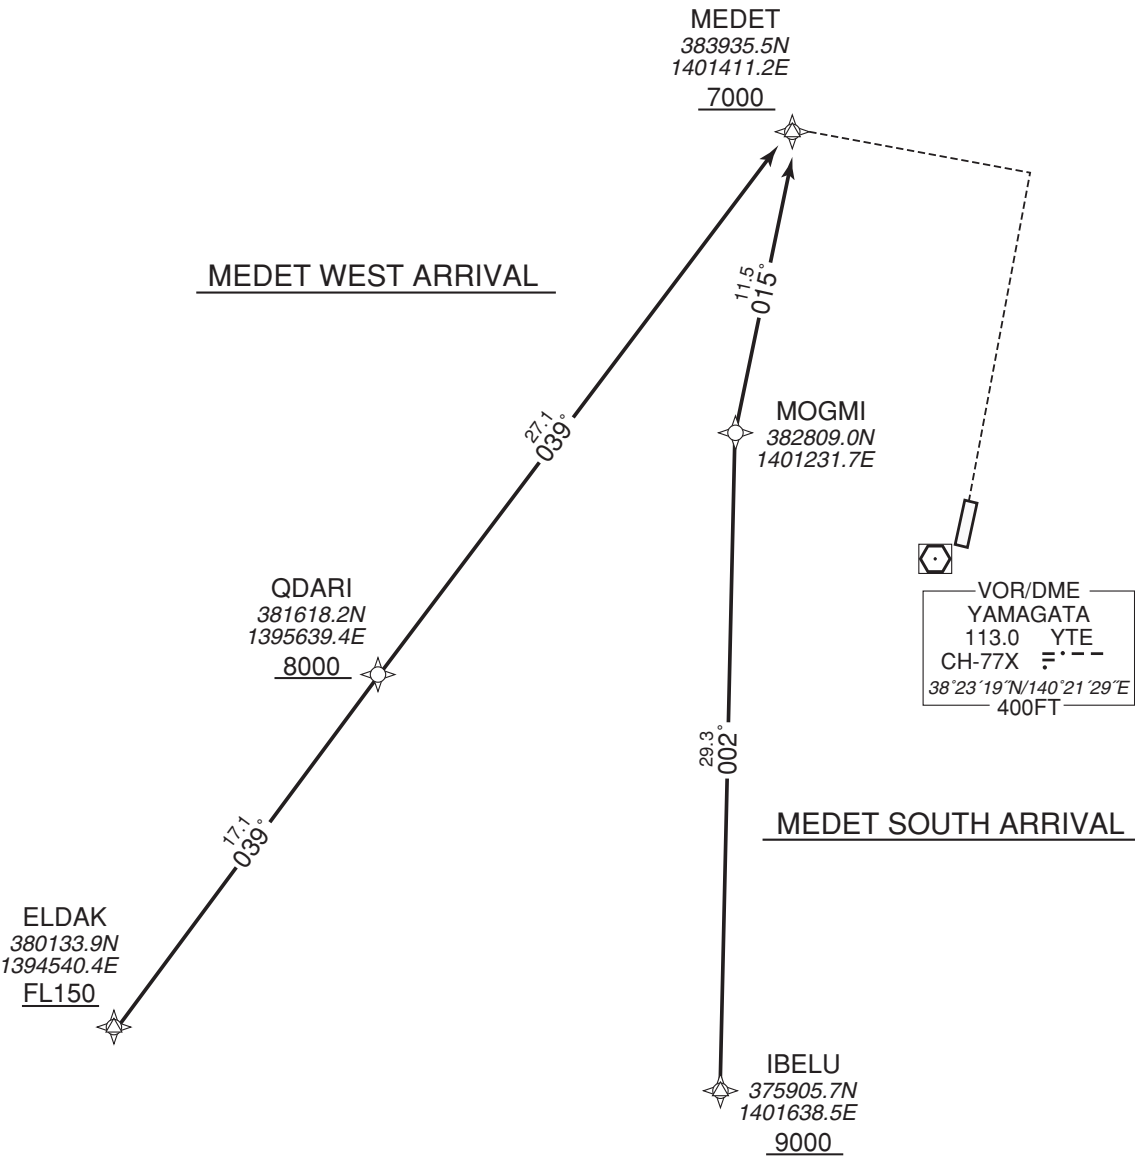 MEDET
383935.5N
1401411.2E
7000
MEDET WEST ARRIVAL
11.5
015°
MOGMI
382809.0N
1401231.7E
27.1
039°
QDARI
381618.2N
1395639.4E
8000
VOR/DME
YAMAGATA
113.0 YTE
CH-77X
38°23´19˝N/140°21´29˝E
400FT
29.3
002°
MEDET SOUTH ARRIVAL
17.1
039°
ELDAK
380133.9N
1394540.4E
FL150
IBELU
375905.7N
1401638.5E
9000